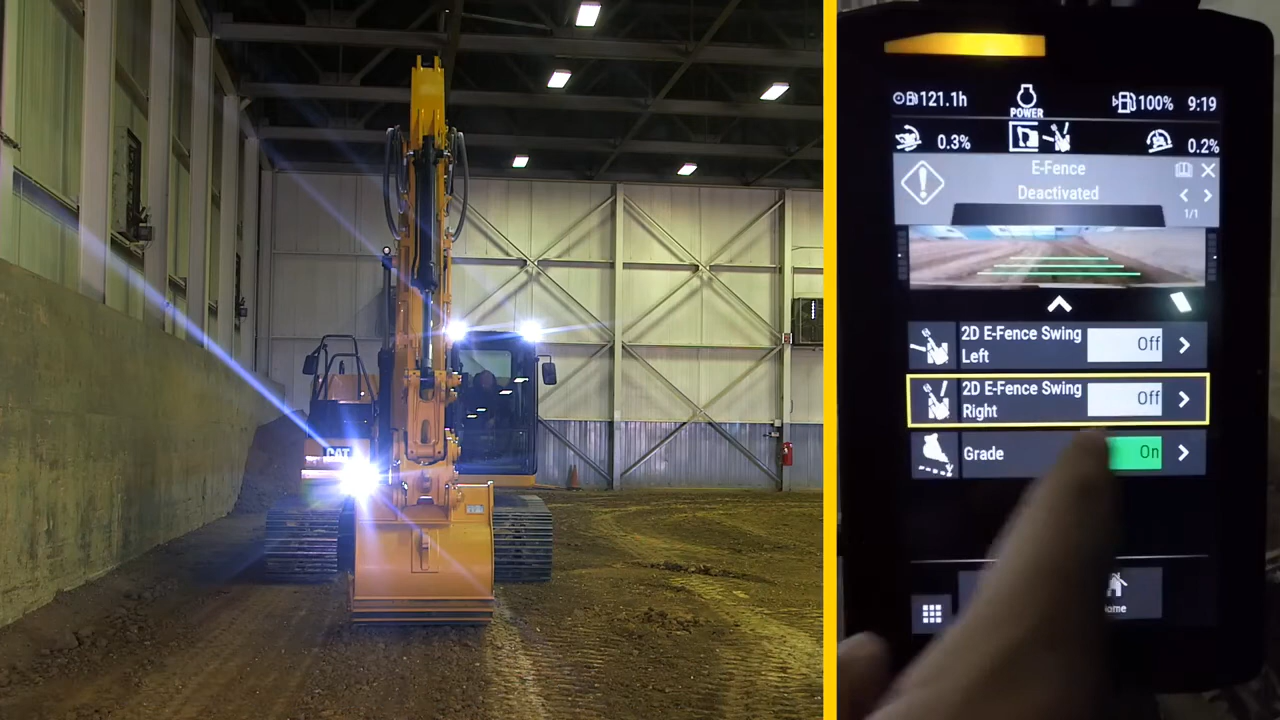 CAT
121.1h
POWER
100%
9:19
0.3%
0.2%
E-Fence
Deactivated
1/1
2D E-Fence Swing
Left
Off
2D E-Fence Swing
Right
Off
Grade
On